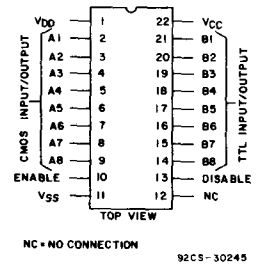 VDD 1 22 VCC
A1 2 21 B1
A2 3 20 B2
A3 4 19 B3
A4 5 18 B4
A5 6 17 B5
A6 7 16 B6
A7 8 15 B7
A8 9 14 B8
ENABLE 10 13 DISABLE
VSS 11 12 NC
CMOS INPUT/OUTPUT
TTL INPUT/OUTPUT
TOP VIEW
NC = NO CONNECTION
92CS-30245